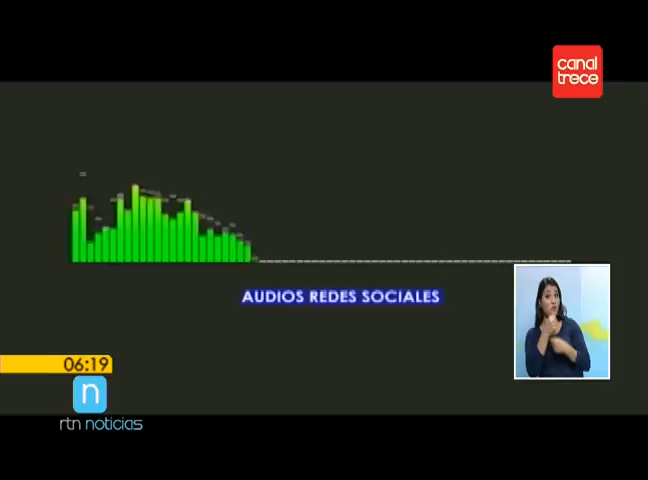 canal
trece
AUDIOS REDES SOCIALES
06:19
n
rtn noticias